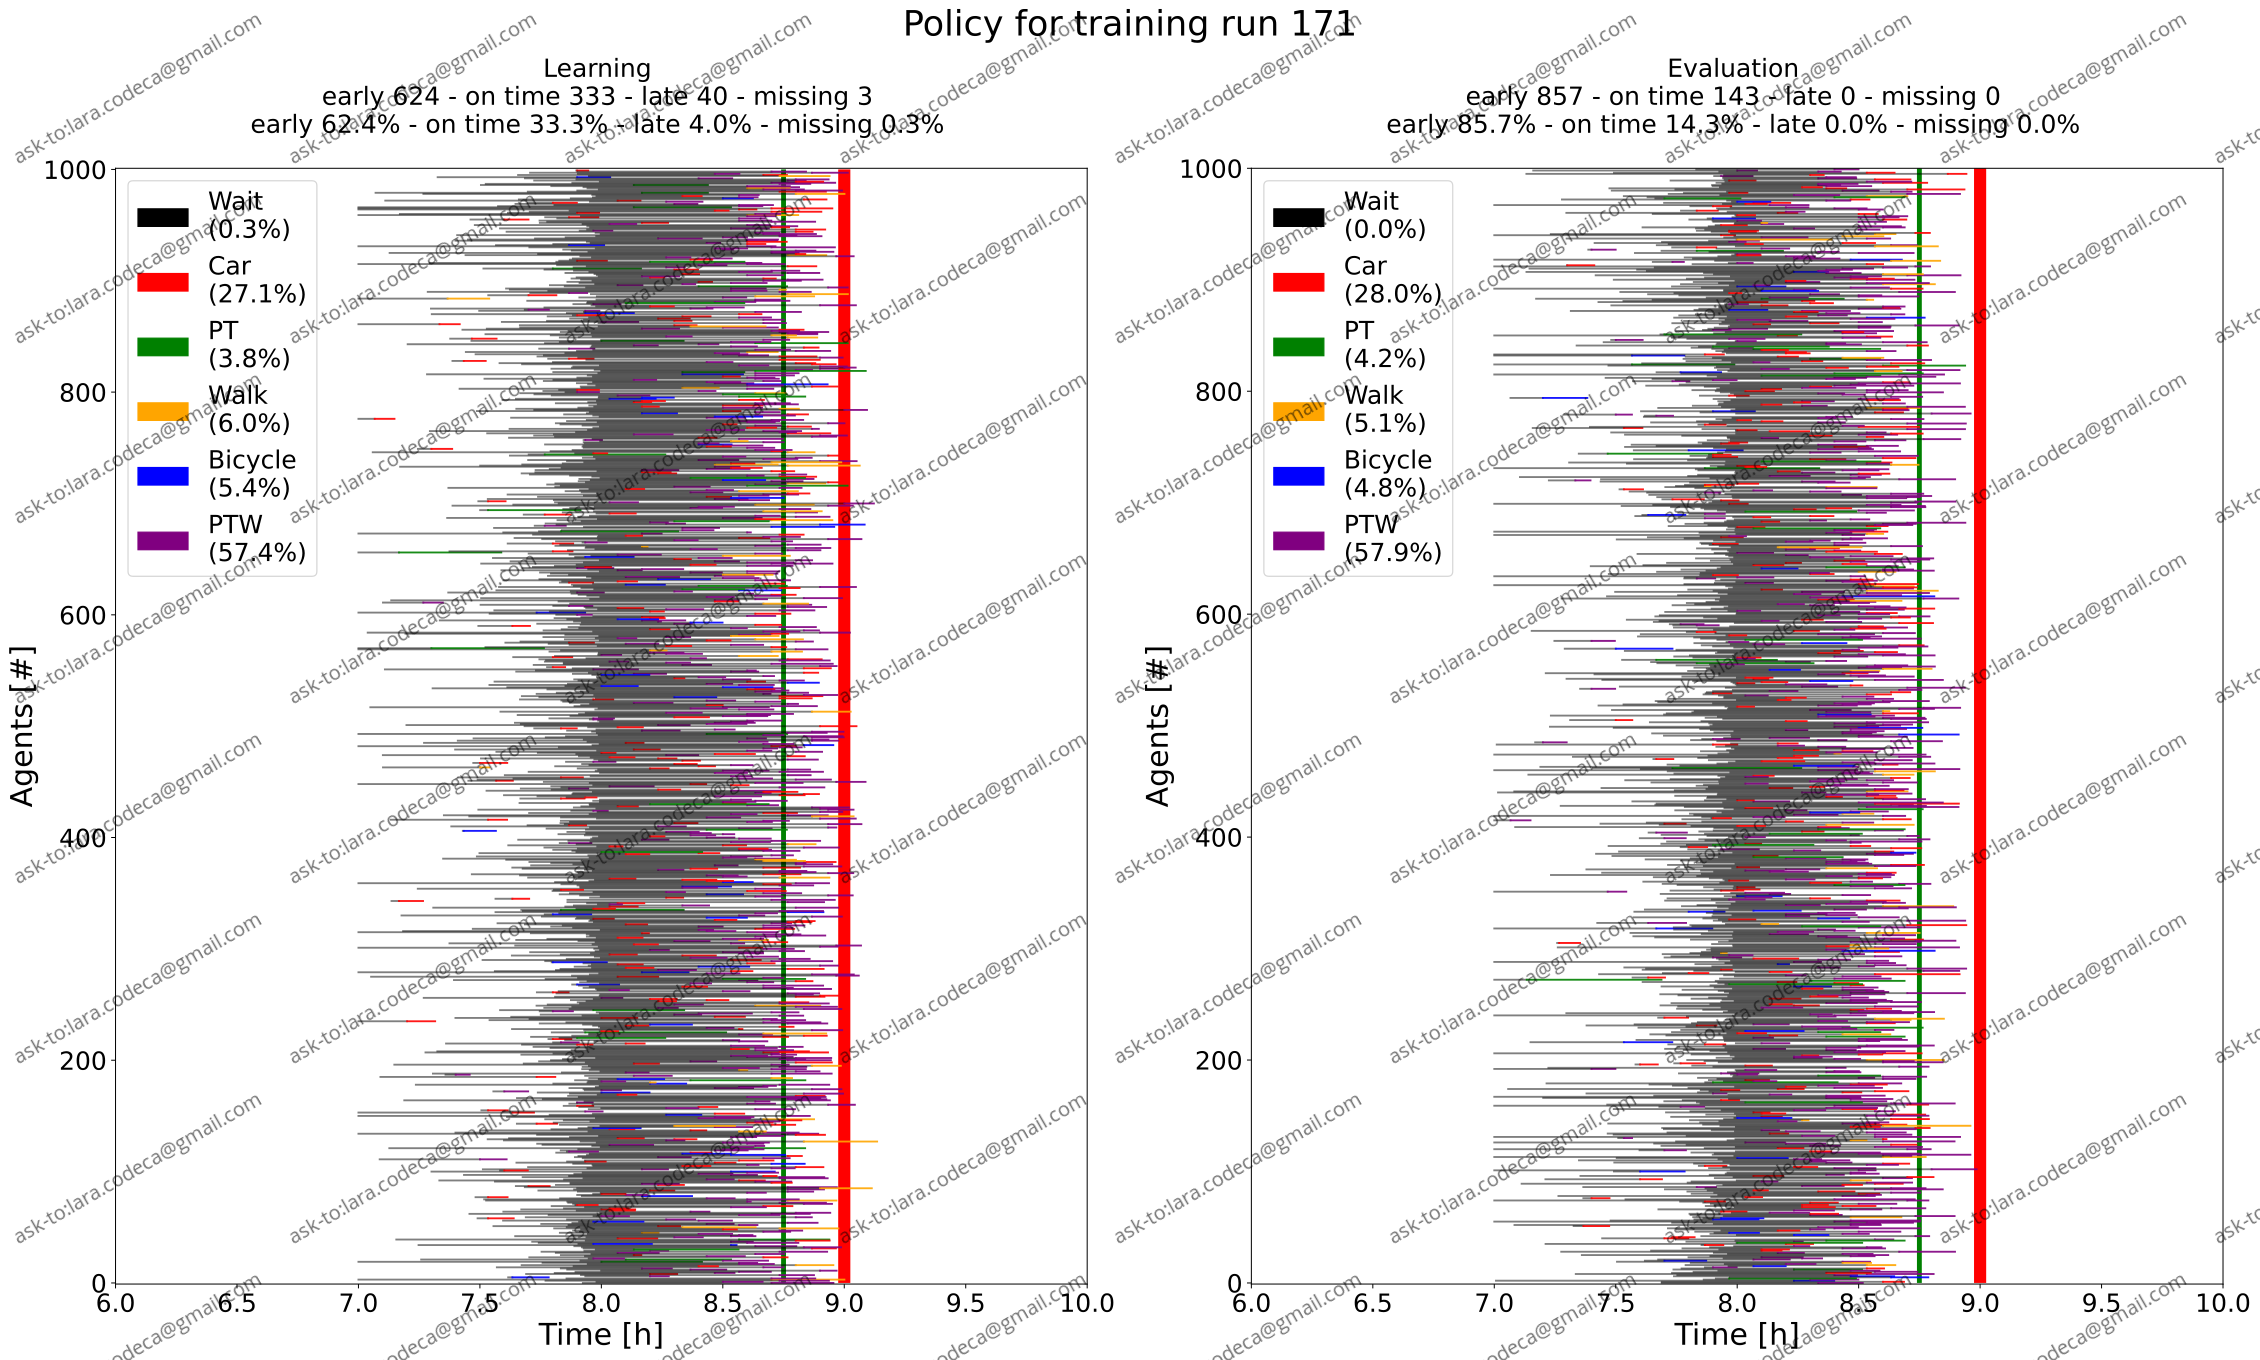 Policy for training run 171
Learning
early 624 - on time 333 - late 40 - missing 3
early 62.4% - on time 33.3% - late 4.0% - missing 0.3%
1000
800
600
400
200
0
Agents [#]
Wait
(0.3%)
Car
(27.1%)
PT
(3.8%)
Walk
(6.0%)
Bicycle
(5.4%)
PTW
(57.4%)
6.0 6.5 7.0 7.5 8.0 8.5 9.0 9.5 10.0
Time [h]
Evaluation
early 857 - on time 143 - late 0 - missing 0
early 85.7% - on time 14.3% - late 0.0% - missing 0.0%
1000
800
600
400
200
0
Agents [#]
Wait
(0.0%)
Car
(28.0%)
PT
(4.2%)
Walk
(5.1%)
Bicycle
(4.8%)
PTW
(57.9%)
6.0 6.5 7.0 7.5 8.0 8.5 9.0 9.5 10.0
Time [h]
ask-to:lara.codeca@gmail.com